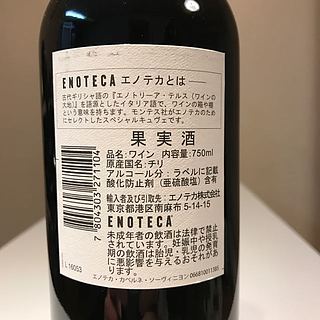 ENOTECA エノテカとは
古代ギリシャ語の『エノトリーア・テルス(ワインの
大地)』を語源としたイタリア語で、ワインの箱や棚
という意味を持ちます。モンテス社がエノテカのため
にセレクトしたスペシャルキュヴェです。
果実酒
品名:ワイン 内容量:750ml
原産国名:チリ
アルコール分:ラベルに記載
酸化防止剤(亜硫酸塩)含有
輸入者及び引取先:エノテカ株式会社
東京都港区南麻布 5-14-15
ENOTECA
未成年者の飲酒は法律で禁止
されています。妊娠中や授乳
期の飲酒は胎児・乳児の発育
に悪影響を与えるおそれがあ
ります。
エノテカ・カベルネ・ソーヴィニヨン 066810011385
7804303271104
L 16053